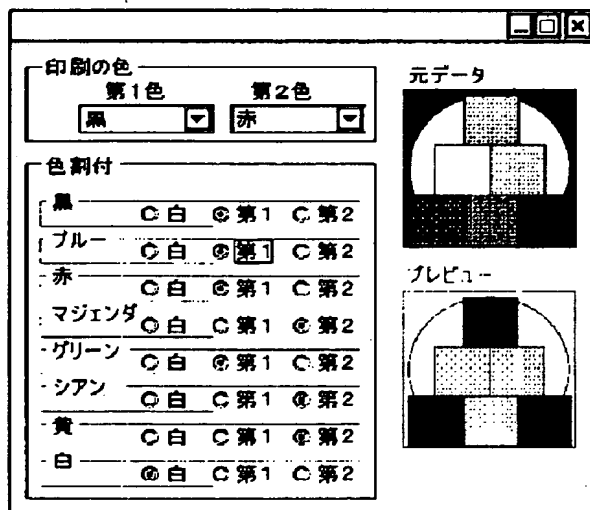 印刷の色
第1色 第2色
黒 赤
色割付
黒
白 第1 第2
ブルー
白 第1 第2
赤
白 第1 第2
マジェンダ
白 第1 第2
グリーン
白 第1 第2
シアン
白 第1 第2
黄
白 第1 第2
白
白 第1 第2
元データ
プレビュー